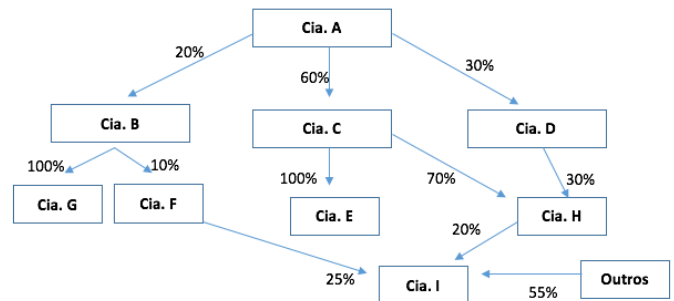 Cia. A
20%
60%
30%
Cia. B
Cia. C
Cia. D
100%
10%
100%
70%
30%
Cia. G
Cia. F
Cia. E
Cia. H
20%
25%
Cia. I
55%
Outros